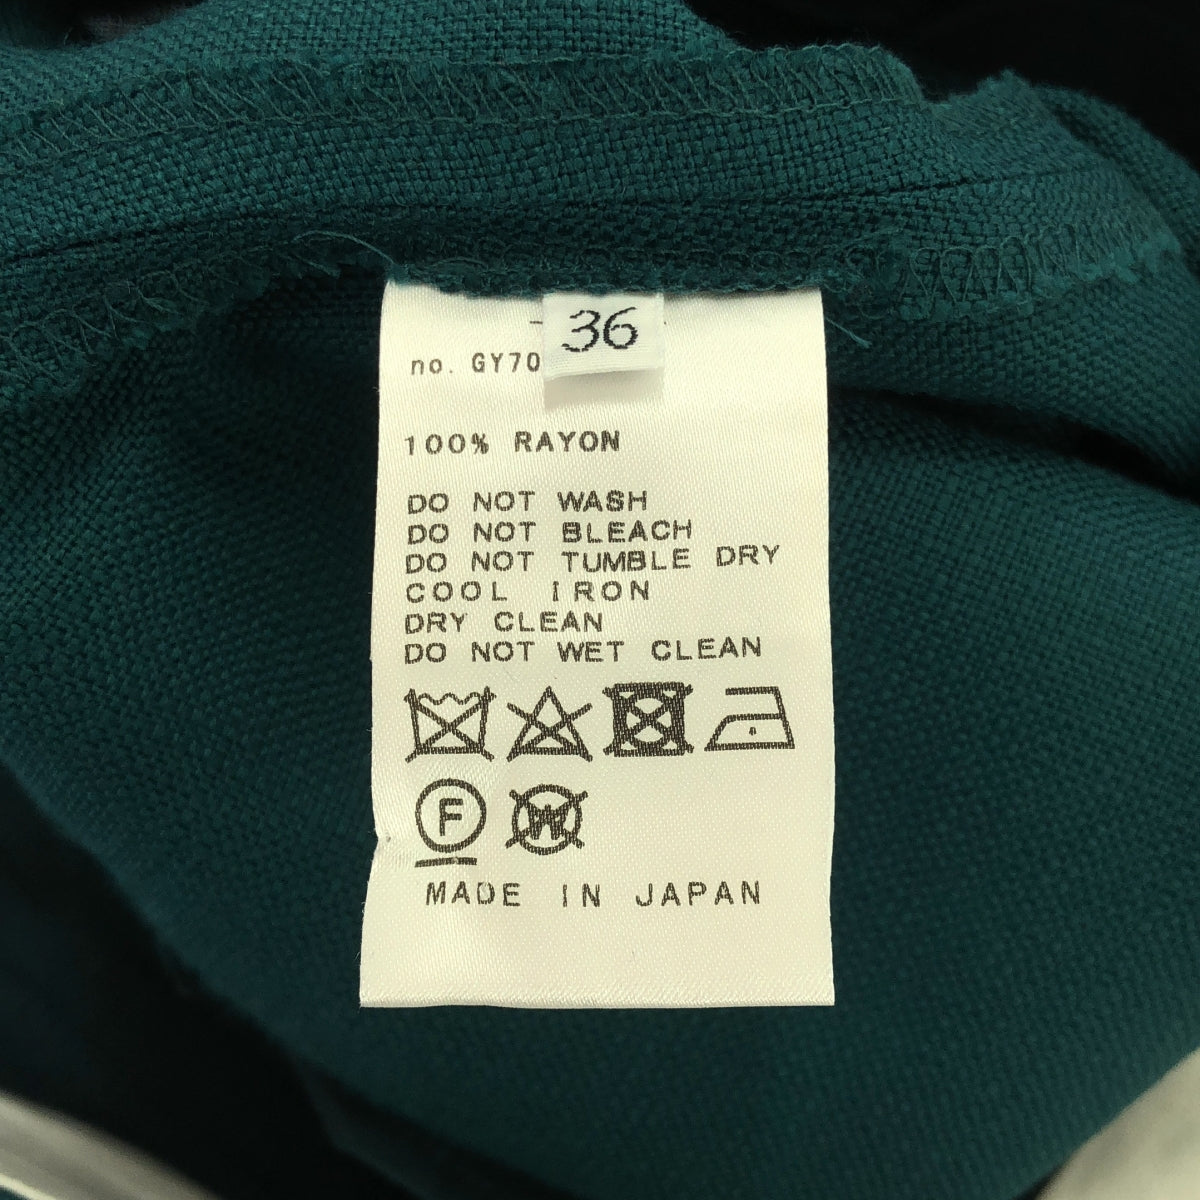 36
no. GY70
100% RAYON
DO NOT WASH
DO NOT BLEACH
DO NOT TUMBLE DRY
COOL IRON
DRY CLEAN
DO NOT WET CLEAN
F W
MADE IN JAPAN